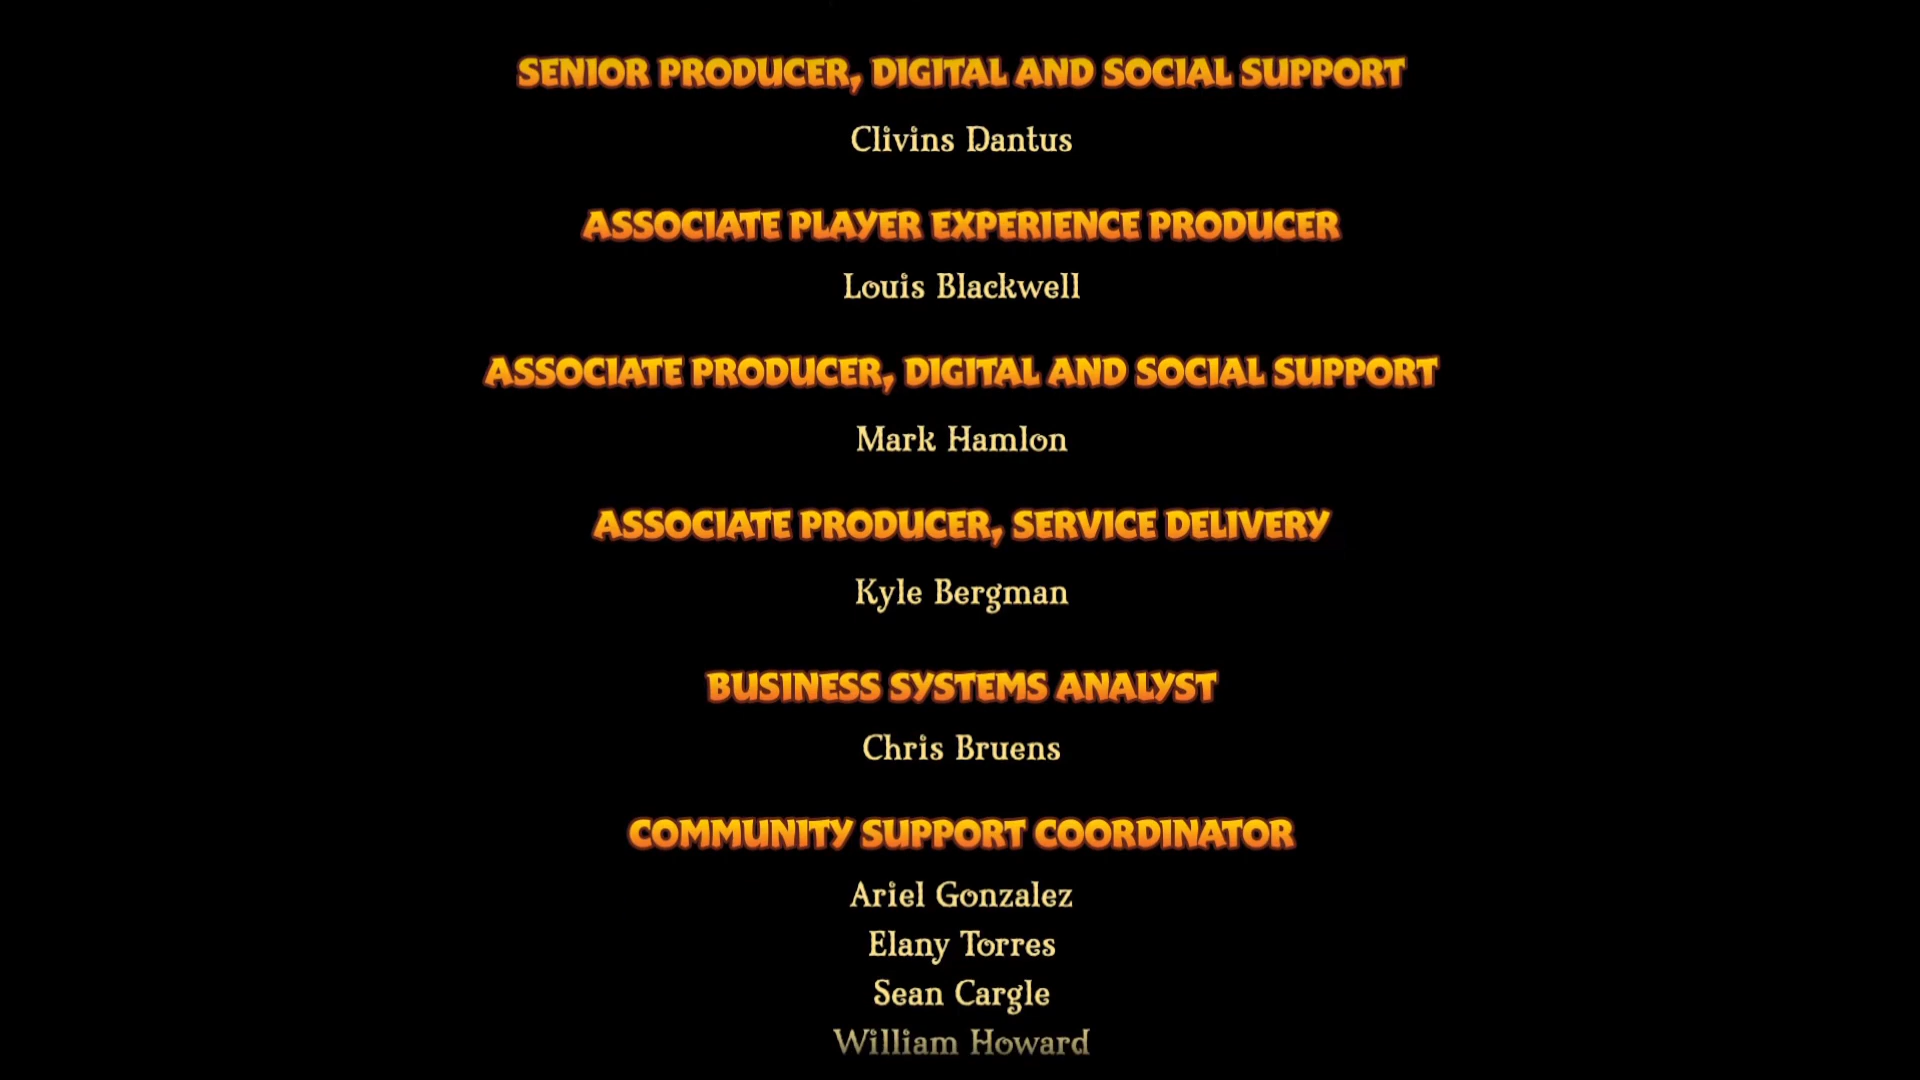 SENIOR PRODUCER, DIGITAL AND SOCIAL SUPPORT
Clivins Dantus
ASSOCIATE PLAYER EXPERIENCE PRODUCER
Louis Blackwell
ASSOCIATE PRODUCER, DIGITAL AND SOCIAL SUPPORT
Mark Hamlon
ASSOCIATE PRODUCER, SERVICE DELIVERY
Kyle Bergman
BUSINESS SYSTEMS ANALYST
Chris Bruens
COMMUNITY SUPPORT COORDINATOR
Ariel Gonzalez
Elany Torres
Sean Cargle
William Howard